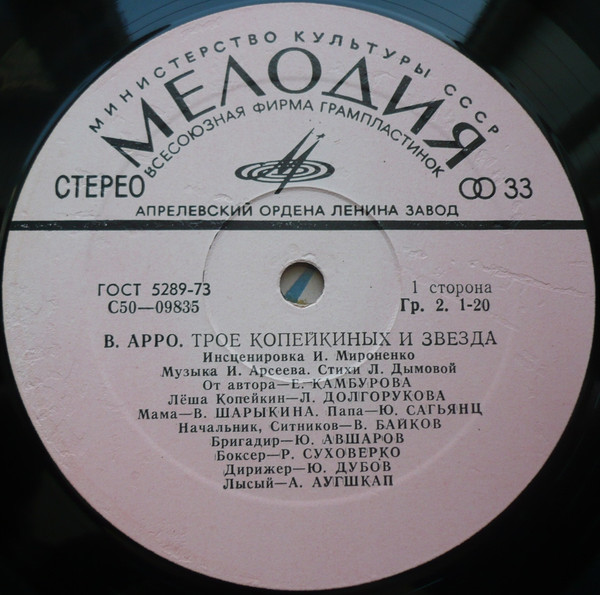 МИНИСТЕРСТВО КУЛЬТУРЫ СССР
МЕЛОДИЯ
ВСЕСОЮЗНАЯ ФИРМА ГРАМПЛАСТИНОК
СТЕРЕО 33
АПРЕЛЕВСКИЙ ОРДЕНА ЛЕНИНА ЗАВОД
ГОСТ 5289-73 1 сторона
С50—09835 Гр. 2. 1-20
В. АРРО. ТРОЕ КОПЕЙКИНЫХ И ЗВЕЗДА
Инсценировка И. Мироненко
Музыка И. Арсеева. Стихи Л. Дымовой
От автора—Е. КАМБУРОВА
Лёша Копейкин—Л. ДОЛГОРУКОВА
Мама—В. ШАРЫКИНА. Папа—Ю. САГЬЯНЦ
Начальник, Ситников—В. БАЙКОВ
Бригадир—Ю. АВШАРОВ
Боксер—Р. СУХОВЕРКО
Дирижер—Ю. ДУБОВ
Лысый—А. АУГШКАП